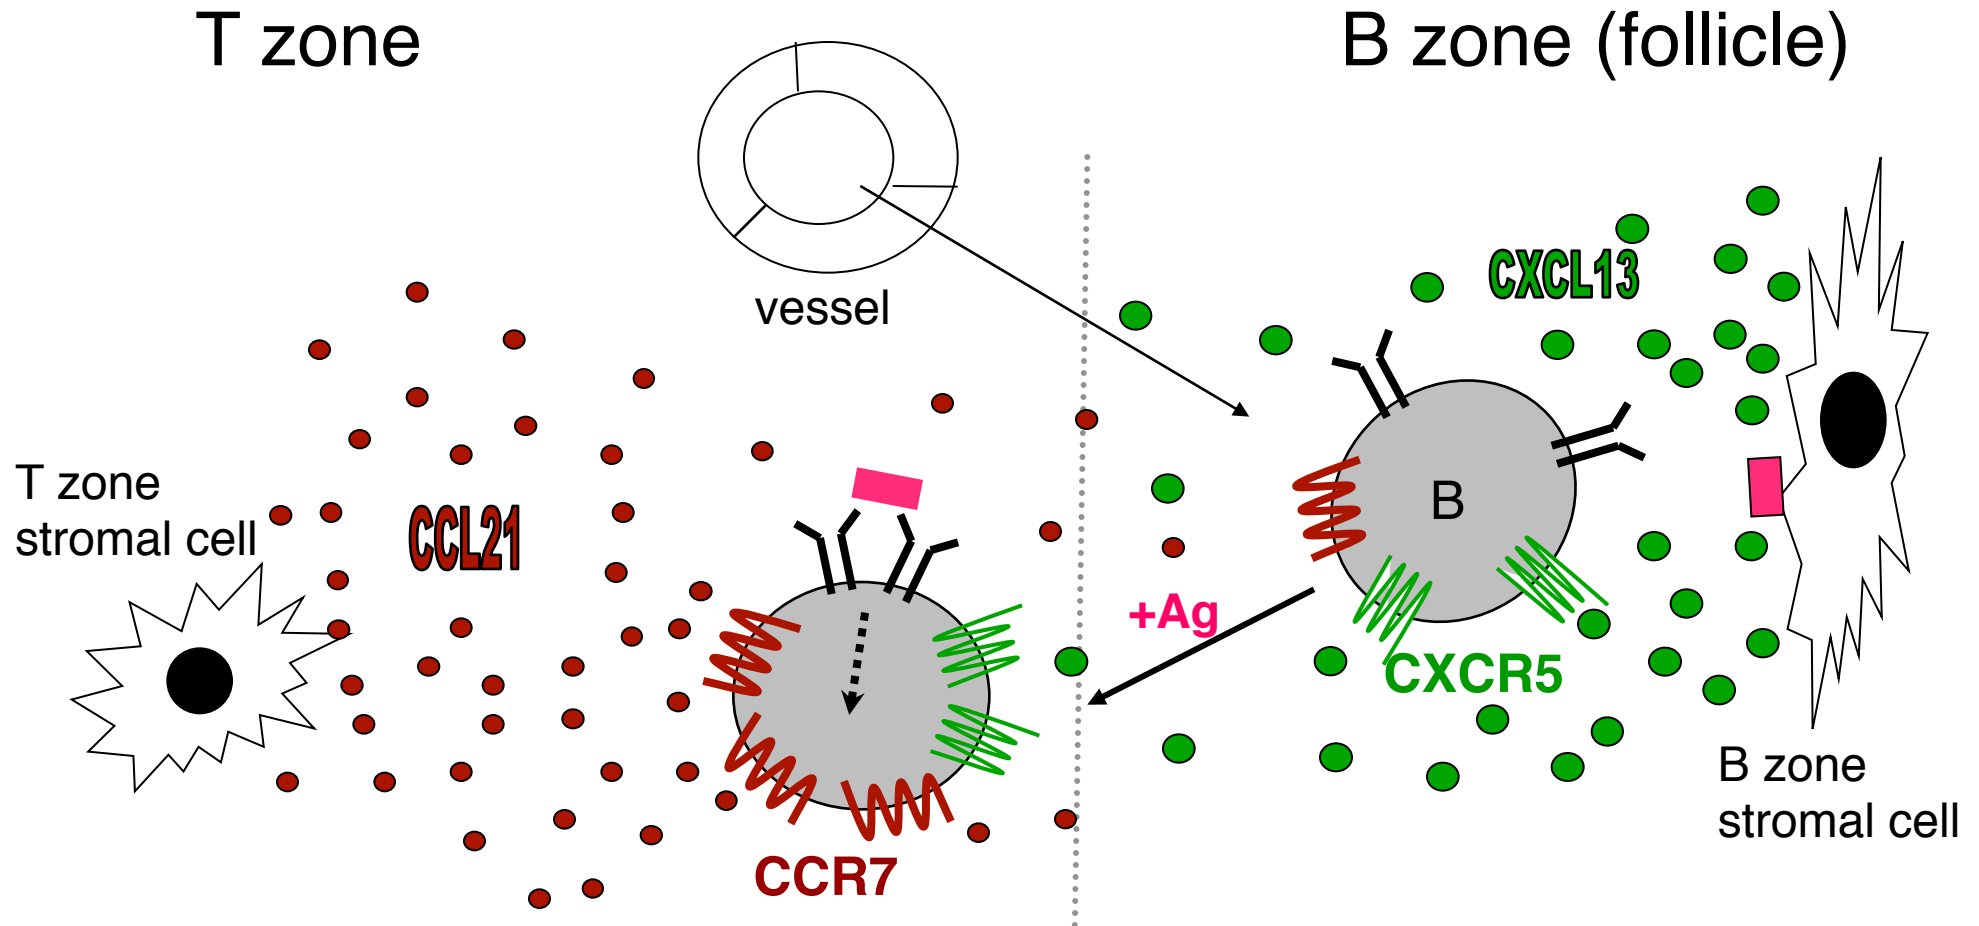 T zone
B zone (follicle)
vessel
CXCL13
T zone
stromal cell
CCL21
B
+Ag
CXCR5
CCR7
B zone
stromal cell